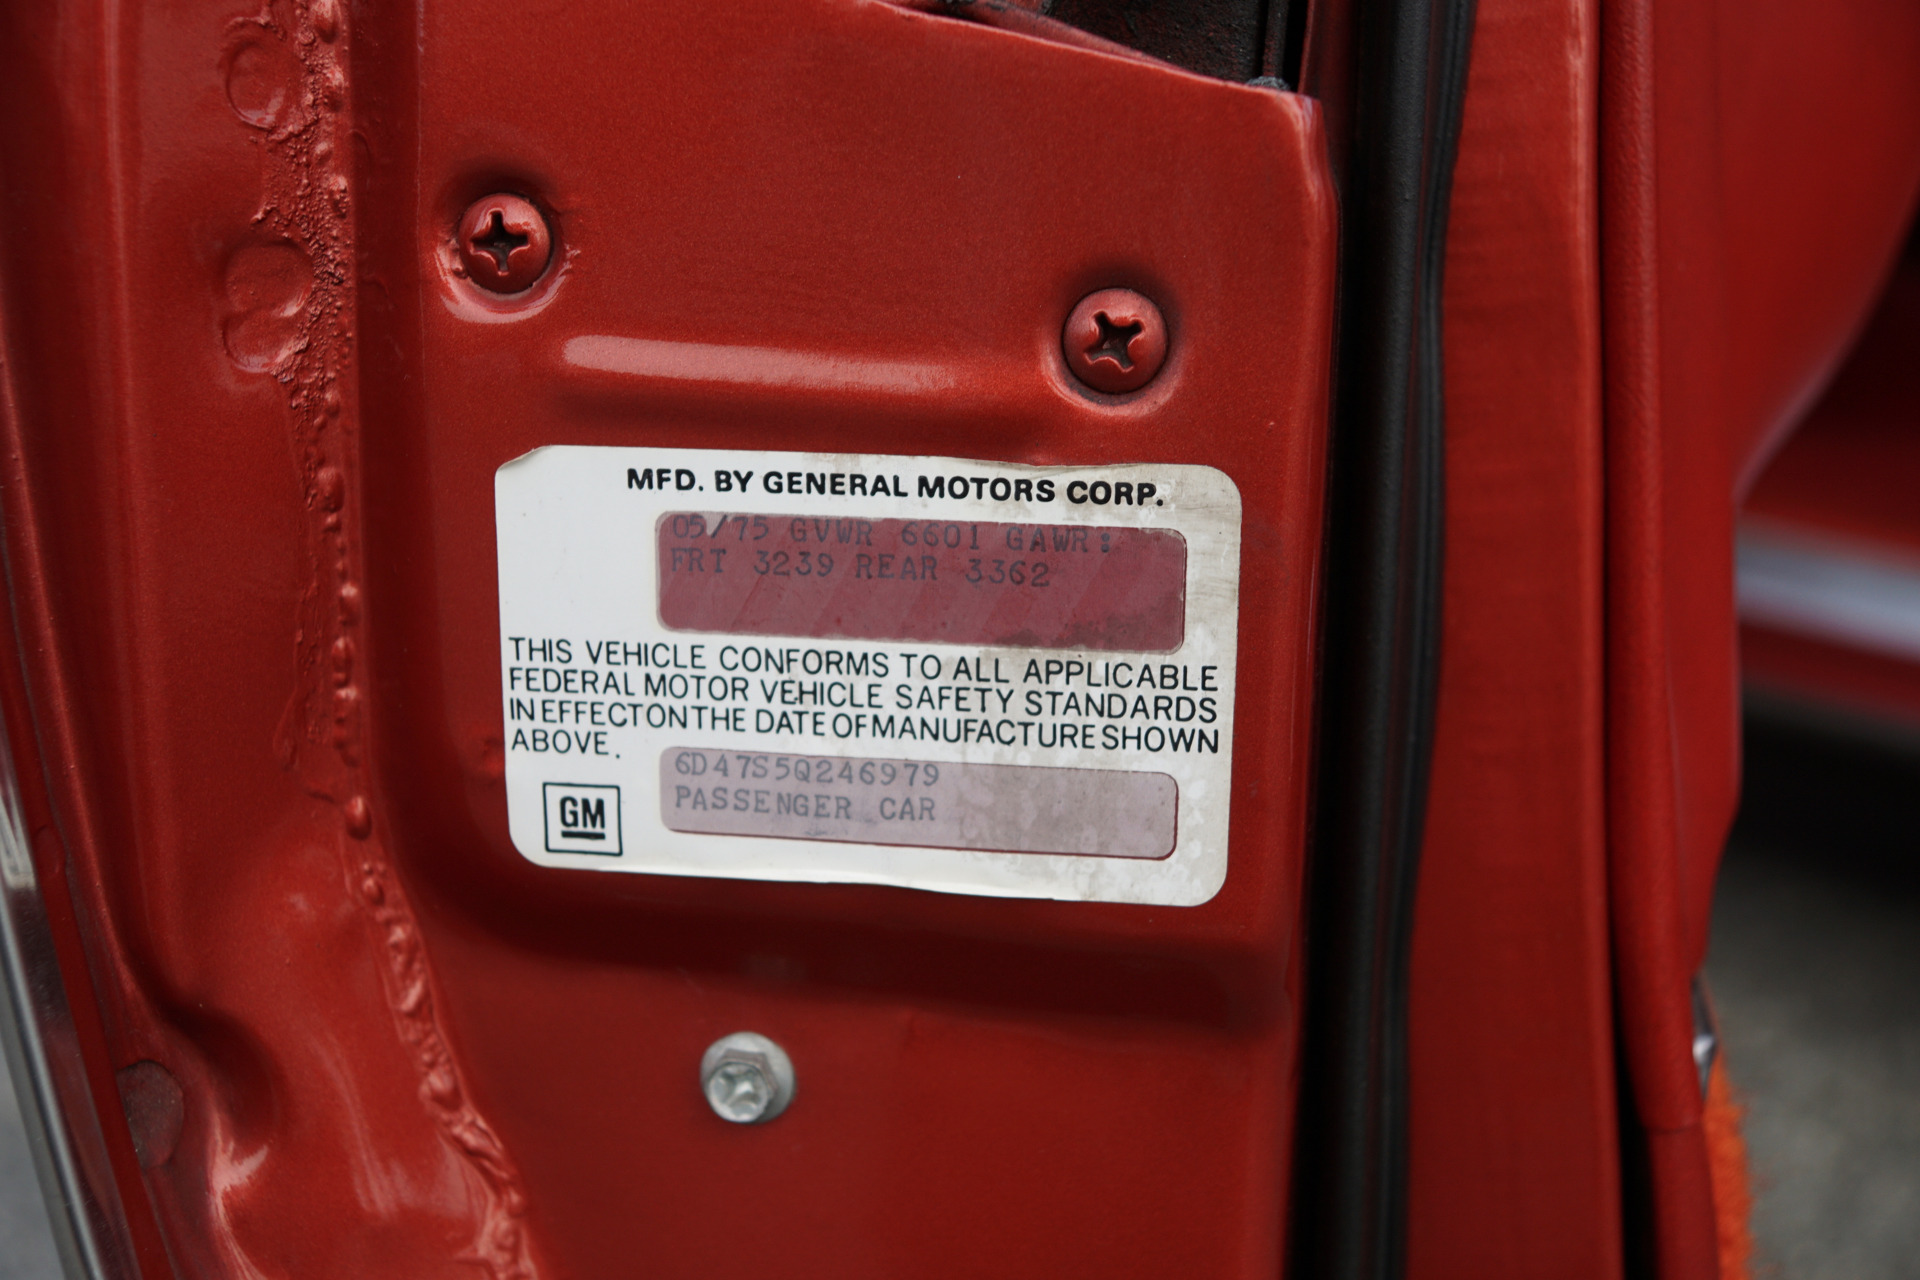 MFD. BY GENERAL MOTORS CORP.
05/75 GVWR 6601 GAWR:
FRT 3239 REAR 3362
THIS VEHICLE CONFORMS TO ALL APPLICABLE
FEDERAL MOTOR VEHICLE SAFETY STANDARDS
IN EFFECT ON THE DATE OF MANUFACTURE SHOWN
ABOVE.
6D47S5Q246979
PASSENGER CAR
GM